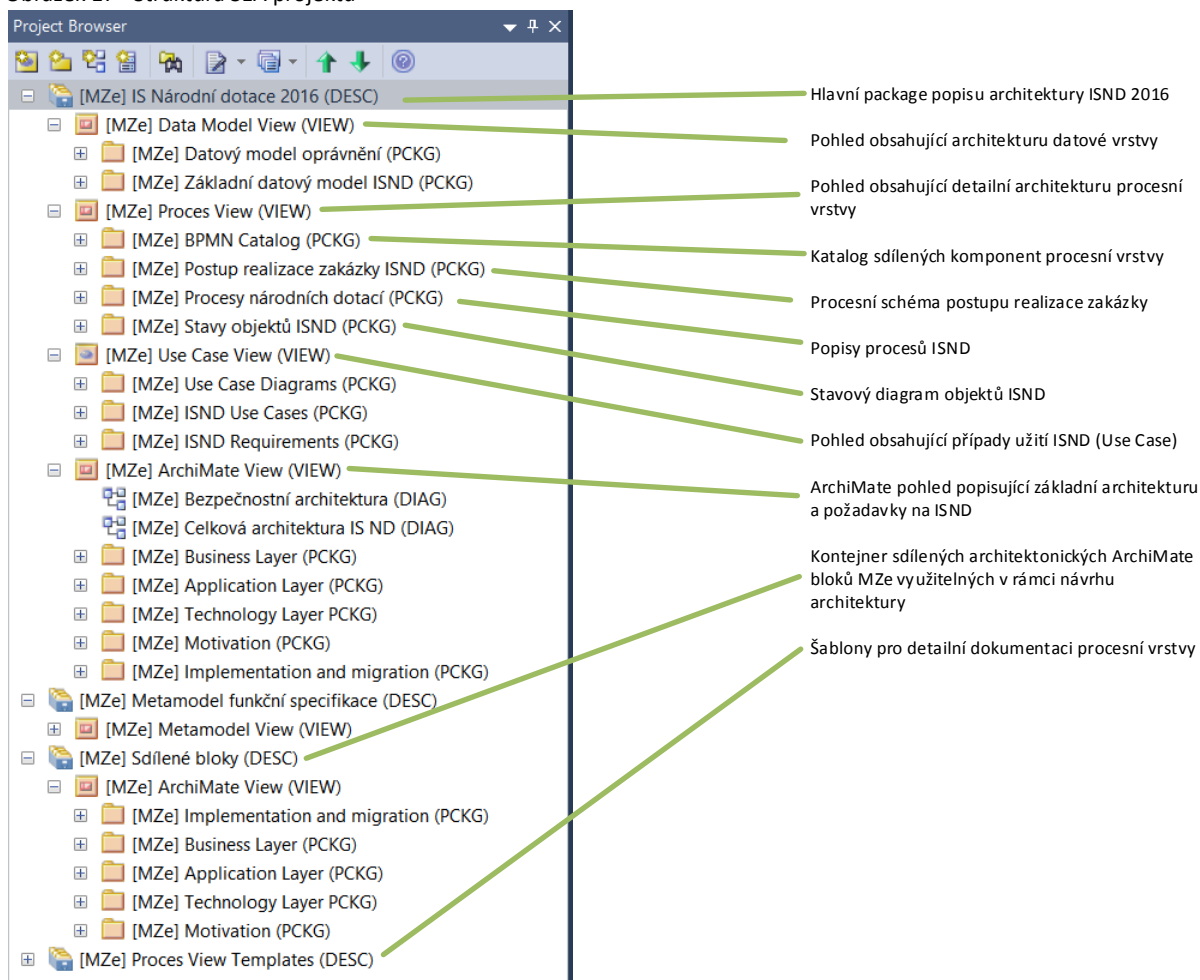 Project Browser
[MZe] IS Národní dotace 2016 (DESC)
[MZe] Data Model View (VIEW)
[MZe] Datový model oprávnění (PCKG)
[MZe] Základní datový model ISND (PCKG)
[MZe] Proces View (VIEW)
[MZe] BPMN Catalog (PCKG)
[MZe] Postup realizace zakázky ISND (PCKG)
[MZe] Procesy národních dotací (PCKG)
[MZe] Stavy objektů ISND (PCKG)
[MZe] Use Case View (VIEW)
[MZe] Use Case Diagrams (PCKG)
[MZe] ISND Use Cases (PCKG)
[MZe] ISND Requirements (PCKG)
[MZe] ArchiMate View (VIEW)
[MZe] Bezpečnostní architektura (DIAG)
[MZe] Celková architektura IS ND (DIAG)
[MZe] Business Layer (PCKG)
[MZe] Application Layer (PCKG)
[MZe] Technology Layer PCKG)
[MZe] Motivation (PCKG)
[MZe] Implementation and migration (PCKG)
[MZe] Metamodel funkční specifikace (DESC)
[MZe] Metamodel View (VIEW)
[MZe] Sdílené bloky (DESC)
[MZe] ArchiMate View (VIEW)
[MZe] Implementation and migration (PCKG)
[MZe] Business Layer (PCKG)
[MZe] Application Layer (PCKG)
[MZe] Technology Layer PCKG)
[MZe] Motivation (PCKG)
[MZe] Proces View Templates (DESC)
Hlavní package popisu architektury ISND 2016
Pohled obsahující architekturu datové vrstvy
Pohled obsahující detailní architekturu procesní
vrstvy
Katalog sdílených komponent procesní vrstvy
Procesní schéma postupu realizace zakázky
Popisy procesů ISND
Stavový diagram objektů ISND
Pohled obsahující případy užití ISND (Use Case)
ArchiMate pohled popisující základní architekturu
a požadavky na ISND
Kontejner sdílených architektonických ArchiMate
bloků MZe využitelných v rámci návrhu
architektury
Šablony pro detailní dokumentaci procesní vrstvy